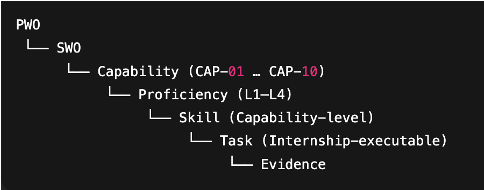 PWO
└── SWO
└── Capability (CAP-01 … CAP-10)
└── Proficiency (L1–L4)
└── Skill (Capability-level)
└── Task (Internship-executable)
└── Evidence